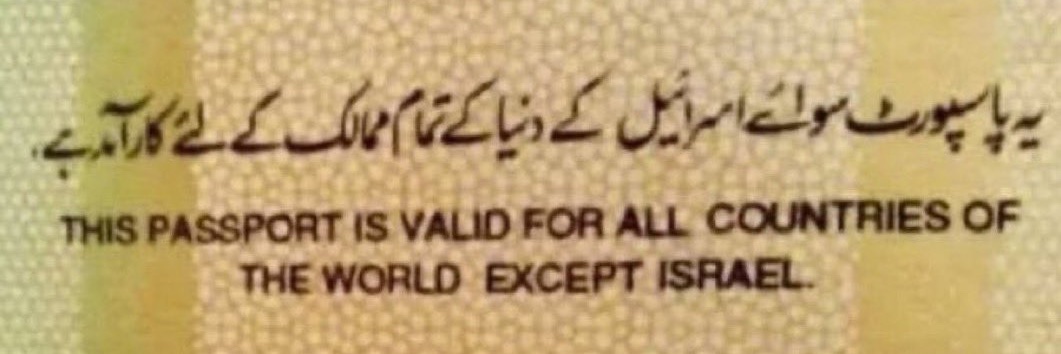 یہ پاسپورٹ سوائے اسرائیل کے دنیا کے تمام ممالک کے لئے کارآمد ہے۔
THIS PASSPORT IS VALID FOR ALL COUNTRIES OF
THE WORLD EXCEPT ISRAEL.